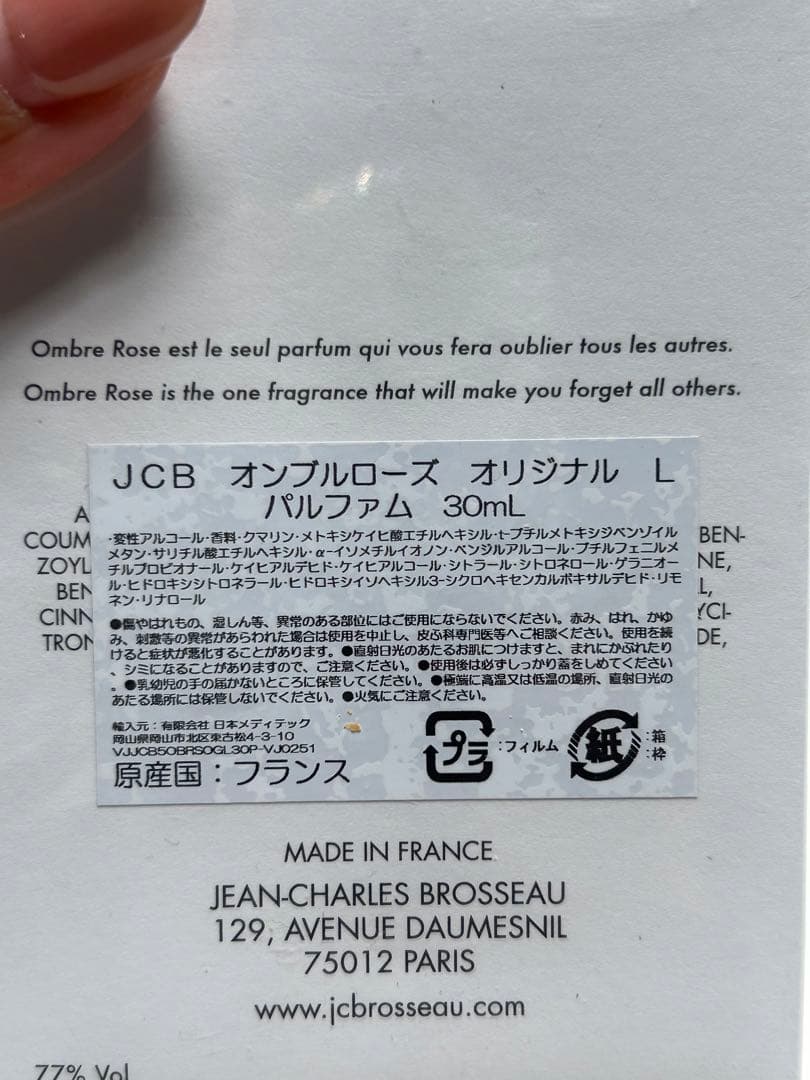 Ombre Rose est le seul parfum qui vous fera oublier tous les autres.
Ombre Rose is the one fragrance that will make you forget all others.
JCB オンブルローズ オリジナル L
パルファム 30mL
・変性アルコール・香料・クマリン・メトキシケイヒ酸エチルヘキシル・t-ブチルメトキシジベンゾイル
メタン・サリチル酸エチルヘキシル・α-イソメチルイオノン・ベンジルアルコール・ブチルフェニルメ
チルプロピオナール・ケイヒアルデヒド・ケイヒアルコール・シトラール・シトロネロール・ゲラニオー
ル・ヒドロキシシトロネラール・ヒドロキシイソヘキシル3-シクロヘキセンカルボキサルデヒド・リモ
ネン・リナロール
●傷やはれもの、湿しん等、異常のある部位にはご使用にならないでください。赤み、はれ、かゆ
み、刺激等の異常があらわれた場合は使用を中止し、皮ふ科専門医等へご相談ください。使用を続
けると症状が悪化することがあります。●直射日光のあたるお肌につけますと、まれにかぶれたり
、シミになることがありますので、ご注意ください。●使用後は必ずしっかり蓋をしめてください
。●乳幼児の手の届かないところに保管してください。●極端に高温又は低温の場所、直射日光の
あたる場所には保管しないでください。●火気にご注意ください。
輸入元：有限会社 日本メディテック
岡山県岡山市北区東古松4-3-10
VJJCB50BRSOGL30P-VJ0251
原産国：フランス
プラ：フィルム
紙：箱
：枠
A
COUM
ZOYL
BEN
CINN
TRON
BEN-
NE,
L,
YCI-
DE,
MADE IN FRANCE
JEAN-CHARLES BROSSEAU
129, AVENUE DAUMESNIL
75012 PARIS
www.jcbrosseau.com
77% Vol